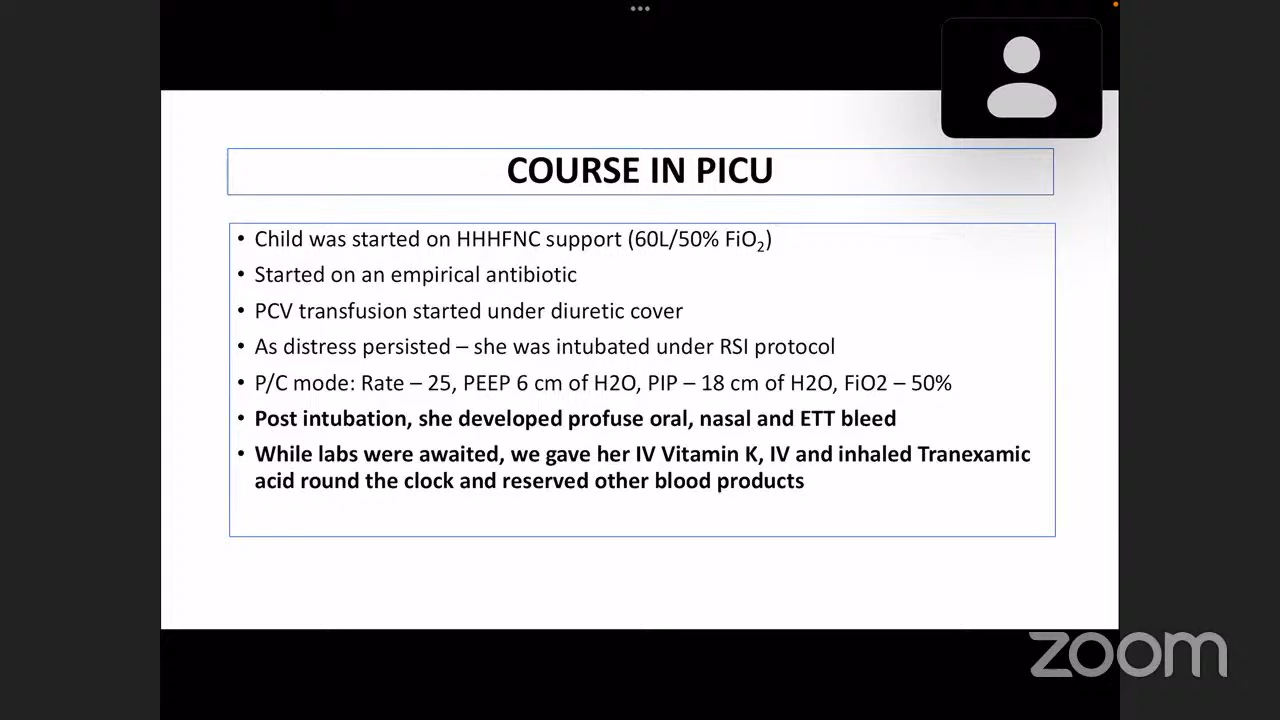 COURSE IN PICU
• Child was started on HHHFNC support (60L/50% FiO₂)
• Started on an empirical antibiotic
• PCV transfusion started under diuretic cover
• As distress persisted – she was intubated under RSI protocol
• P/C mode: Rate – 25, PEEP 6 cm of H2O, PIP – 18 cm of H2O, FiO2 – 50%
• Post intubation, she developed profuse oral, nasal and ETT bleed
• While labs were awaited, we gave her IV Vitamin K, IV and inhaled Tranexamic
acid round the clock and reserved other blood products
zoom